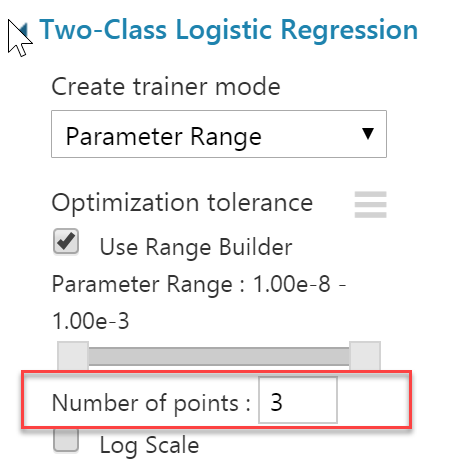 Two-Class Logistic Regression
Create trainer mode
Parameter Range
Optimization tolerance
Use Range Builder
Parameter Range : 1.00e-8 -
1.00e-3
Number of points : 3
Log Scale